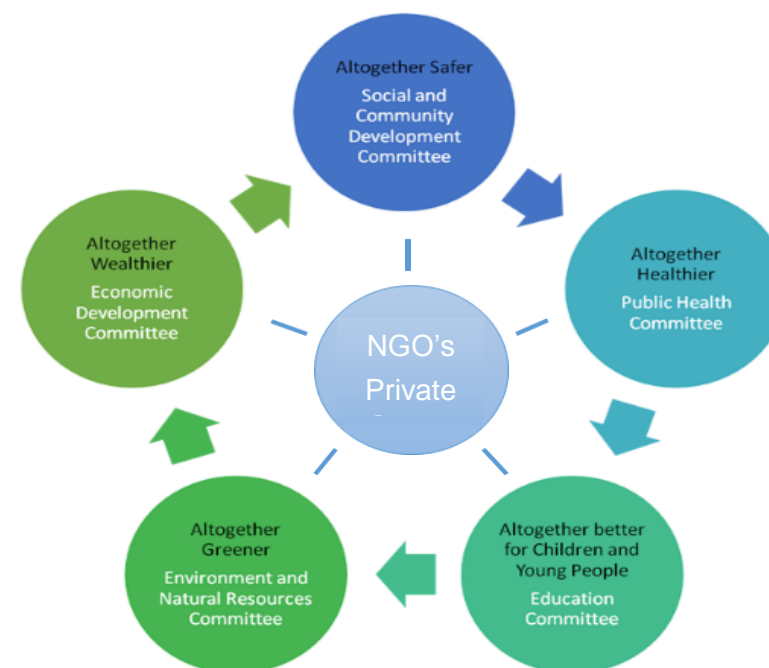 Altogether Safer
Social and
Community
Development
Committee
Altogether
Healthier
Public Health
Committee
Altogether better
for Children and
Young People
Education
Committee
Altogether
Greener
Environment and
Natural Resources
Committee
Altogether
Wealthier
Economic
Development
Committee
NGO's
Private